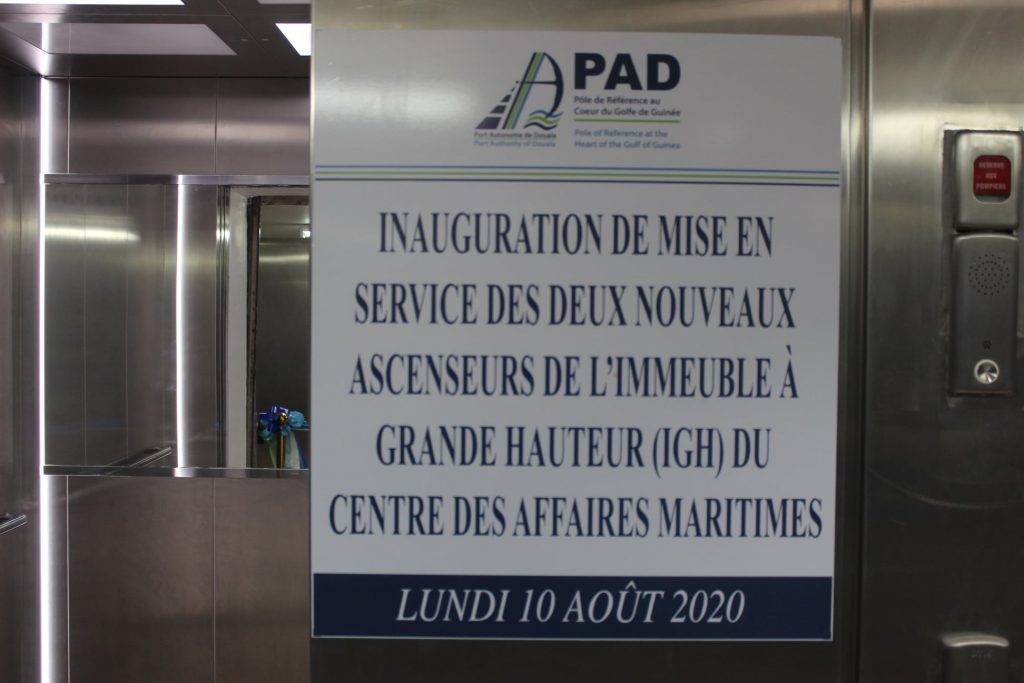 PAD
Pôle de Référence au
Coeur du Golfe de Guinée
Pole of Reference at the
Heart of the Gulf of Guinea
Port Autonome de Douala
Port Authority of Douala
INAUGURATION DE MISE EN
SERVICE DES DEUX NOUVEAUX
ASCENSEURS DE L'IMMEUBLE À
GRANDE HAUTEUR (IGH) DU
CENTRE DES AFFAIRES MARITIMES
LUNDI 10 AOÛT 2020
RESERVE
AUX
POMPIERS